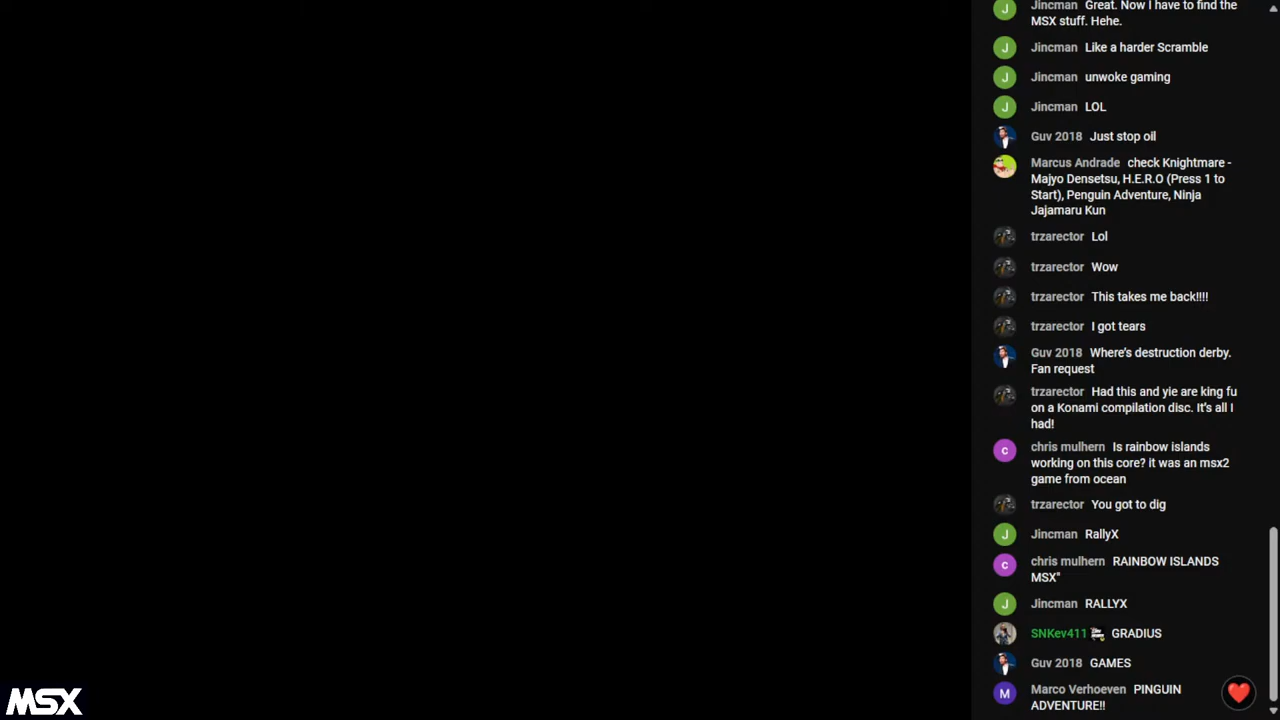 J Jincman Great. Now I have to find the
MSX stuff. Hehe.
J Jincman Like a harder Scramble
J Jincman unwoke gaming
J Jincman LOL
Guv 2018 Just stop oil
Marcus Andrade check Knightmare -
Majyo Densetsu, H.E.R.O (Press 1 to
Start), Penguin Adventure, Ninja
Jajamaru Kun
trzarector Lol
trzarector Wow
trzarector This takes me back!!!!
trzarector I got tears
Guv 2018 Where's destruction derby.
Fan request
trzarector Had this and yie are king fu
on a Konami compilation disc. It's all I
had!
c chris mulhern Is rainbow islands
working on this core? it was an msx2
game from ocean
trzarector You got to dig
J Jincman RallyX
c chris mulhern RAINBOW ISLANDS
MSX"
J Jincman RALLYX
SNKev411 GRADIUS
Guv 2018 GAMES
M Marco Verhoeven PINGUIN
ADVENTURE!!
MSX